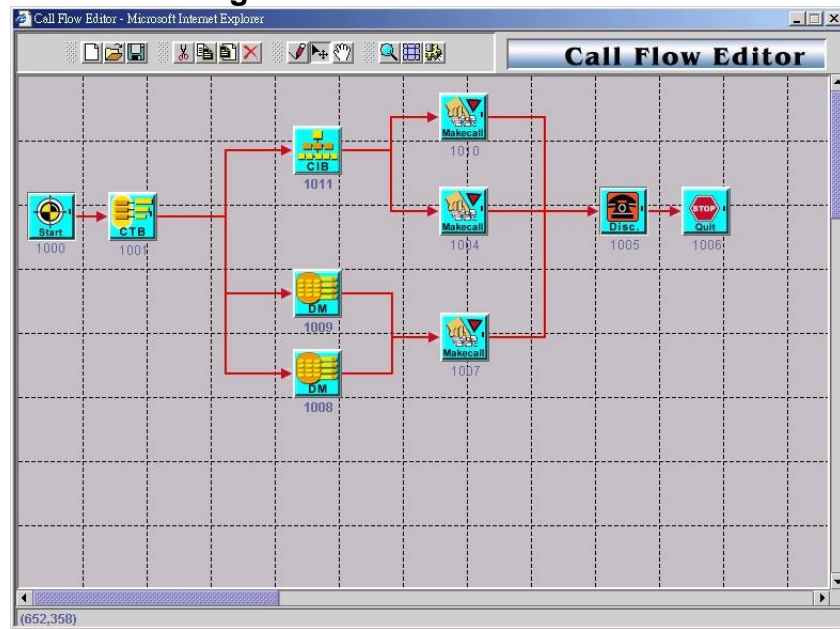 Call Flow Editor - Microsoft Internet Explorer
Call Flow Editor
Makecall
1010
CIB
1011
Start
1000
CTB
1001
Makecall
1004
Disc.
1005
STOP
Quit
1006
DM
1009
Makecall
1007
DM
1008
(652,358)